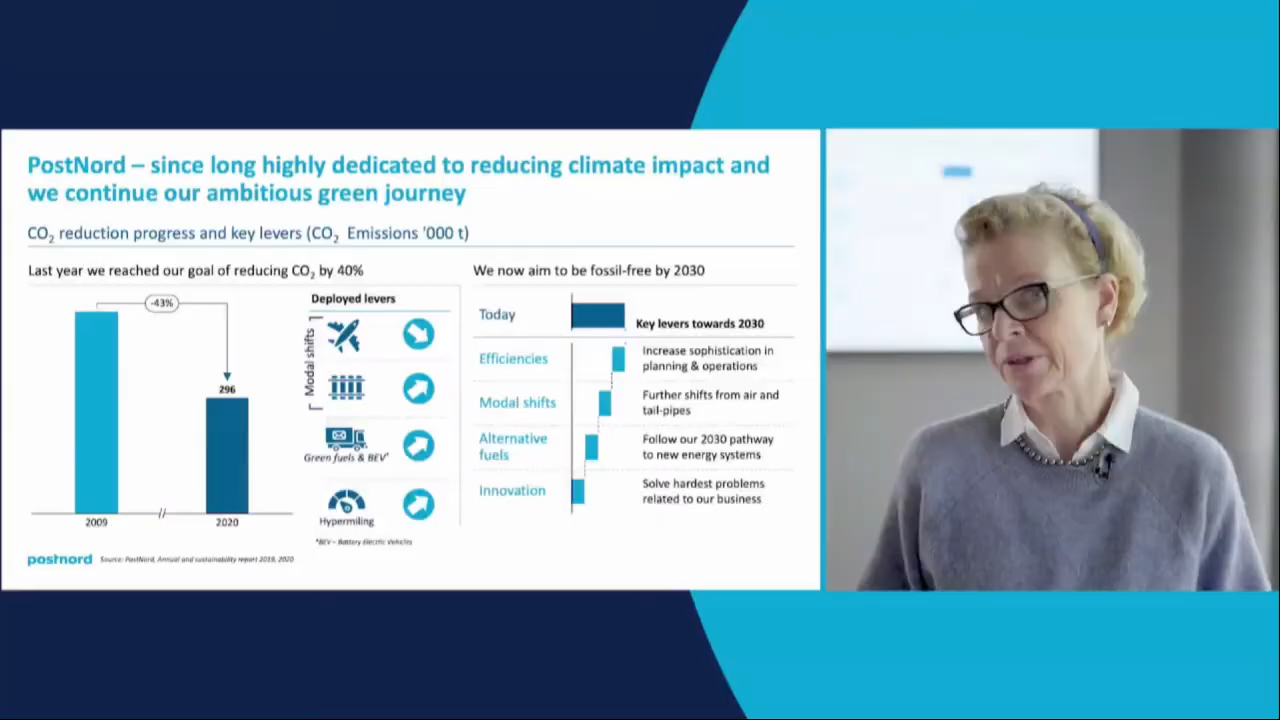 PostNord – since long highly dedicated to reducing climate impact and
we continue our ambitious green journey
CO₂ reduction progress and key levers (CO₂ Emissions '000 t)
Last year we reached our goal of reducing CO₂ by 40%
-43%
296
2009
2020
Deployed levers
Modal shifts
Green fuels & BEV*
Hypermiling
*BEV – Battery Electric Vehicles
We now aim to be fossil-free by 2030
Today
Key levers towards 2030
Efficiencies
Increase sophistication in
planning & operations
Modal shifts
Further shifts from air and
tail-pipes
Alternative
fuels
Follow our 2030 pathway
to new energy systems
Innovation
Solve hardest problems
related to our business
postnord
Source: PostNord, Annual and sustainability report 2019, 2020